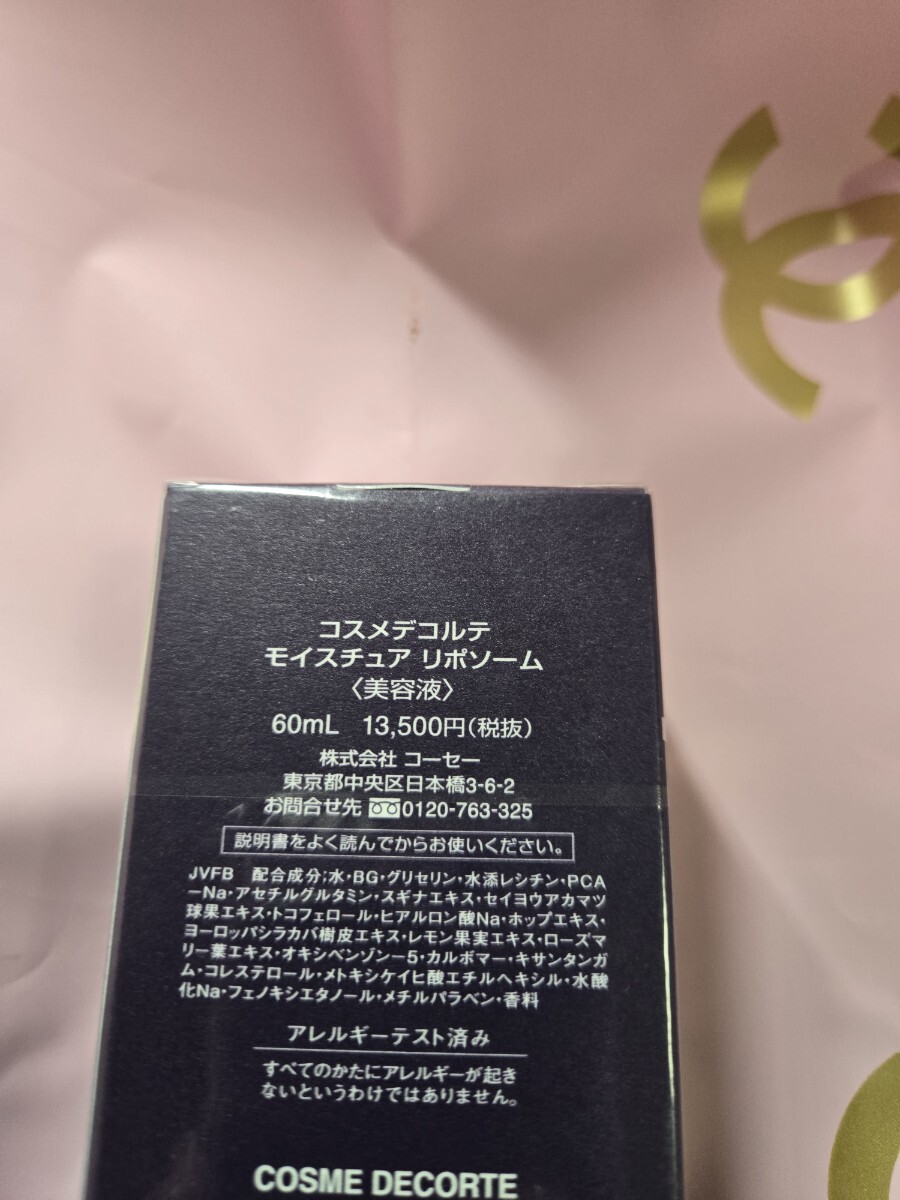 コスメデコルテ
モイスチュア リポソーム
〈美容液〉
60mL 13,500円(税抜)
株式会社 コーセー
東京都中央区日本橋3-6-2
お問合せ先 0120-763-325
説明書をよく読んでからお使いください。
JVFB 配合成分;水・BG・グリセリン・水添レシチン・PCA
ーNa・アセチルグルタミン・スギナエキス・セイヨウアカマツ
球果エキス・トコフェロール・ヒアルロン酸Na・ホップエキス・
ヨーロッパシラカバ樹皮エキス・レモン果実エキス・ローズマ
リー葉エキス・オキシベンゾンー5・カルボマー・キサンタンガ
ム・コレステロール・メトキシケイヒ酸エチルヘキシル・水酸
化Na・フェノキシエタノール・メチルパラベン・香料
アレルギーテスト済み
すべてのかたにアレルギーが起き
ないというわけではありません。
COSME DECORTE